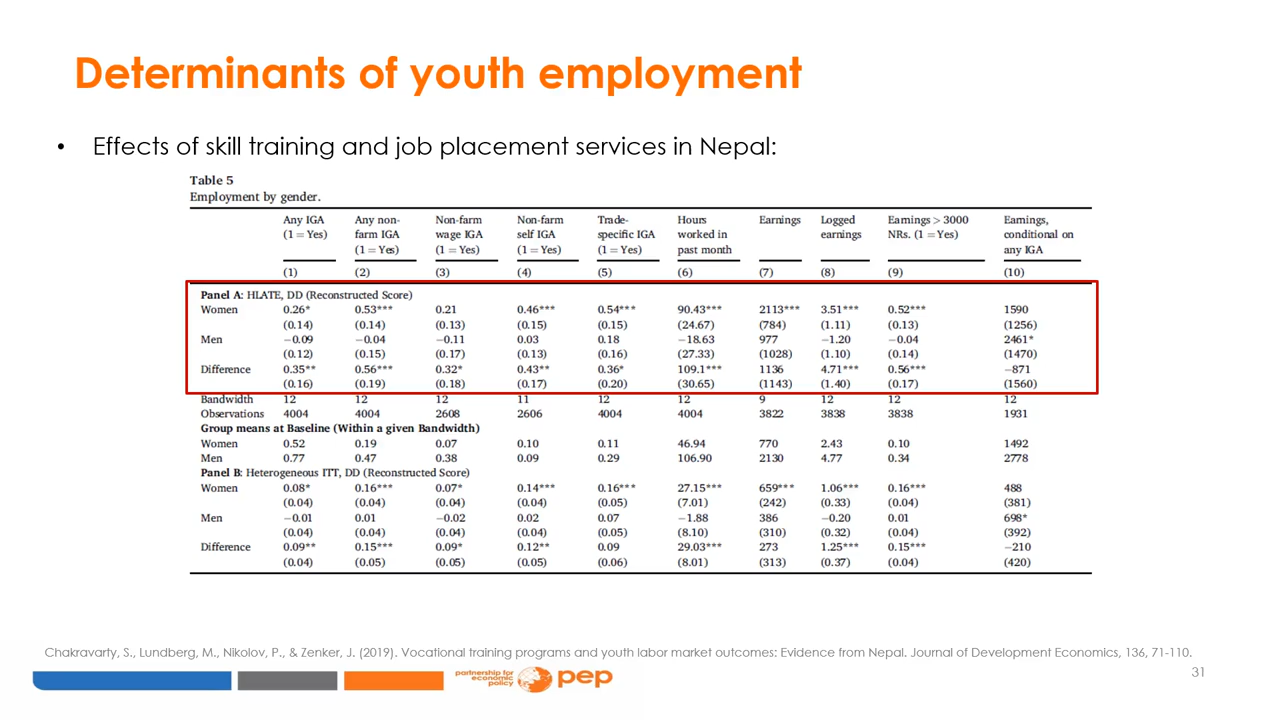 Determinants of youth employment
• Effects of skill training and job placement services in Nepal:
Table 5
Employment by gender.
Any IGA (1 = Yes) Any non-farm IGA (1 = Yes) Non-farm wage IGA (1 = Yes) Non-farm self IGA (1 = Yes) Trade-specific IGA (1 = Yes) Hours worked in past month Earnings Logged earnings Earnings > 3000 NRs. (1 = Yes) Earnings, conditional on any IGA
(1) (2) (3) (4) (5) (6) (7) (8) (9) (10)
Panel A: HLATE, DD (Reconstructed Score)
Women 0.26* 0.53*** 0.21 0.46*** 0.54*** 90.43*** 2113*** 3.51*** 0.52*** 1590
(0.14) (0.14) (0.13) (0.15) (0.15) (24.67) (784) (1.11) (0.13) (1256)
Men −0.09 −0.04 −0.11 0.03 0.18 −18.63 977 −1.20 −0.04 2461*
(0.12) (0.15) (0.17) (0.13) (0.16) (27.33) (1028) (1.10) (0.14) (1470)
Difference 0.35** 0.56*** 0.32* 0.43** 0.36* 109.1*** 1136 4.71*** 0.56*** −871
(0.16) (0.19) (0.18) (0.17) (0.20) (30.65) (1143) (1.40) (0.17) (1560)
Bandwidth 12 12 12 11 12 12 9 12 12 12
Observations 4004 4004 2608 2606 4004 4004 3822 3838 3838 1931
Group means at Baseline (Within a given Bandwidth)
Women 0.52 0.19 0.07 0.10 0.11 46.94 770 2.43 0.10 1492
Men 0.77 0.47 0.38 0.09 0.29 106.90 2130 4.77 0.34 2778
Panel B: Heterogeneous ITT, DD (Reconstructed Score)
Women 0.08* 0.16*** 0.07* 0.14*** 0.16*** 27.15*** 659*** 1.06*** 0.16*** 488
(0.04) (0.04) (0.04) (0.04) (0.05) (7.01) (242) (0.33) (0.04) (381)
Men −0.01 0.01 −0.02 0.02 0.07 −1.88 386 −0.20 0.01 698*
(0.04) (0.04) (0.04) (0.04) (0.05) (8.10) (310) (0.32) (0.04) (392)
Difference 0.09** 0.15*** 0.09* 0.12** 0.09 29.03*** 273 1.25*** 0.15*** −210
(0.04) (0.05) (0.05) (0.05) (0.06) (8.01) (313) (0.37) (0.04) (420)
Chakravarty, S., Lundberg, M., Nikolov, P., & Zenker, J. (2019). Vocational training programs and youth labor market outcomes: Evidence from Nepal. Journal of Development Economics, 136, 71-110.
partnership for
economic
policy
pep
31